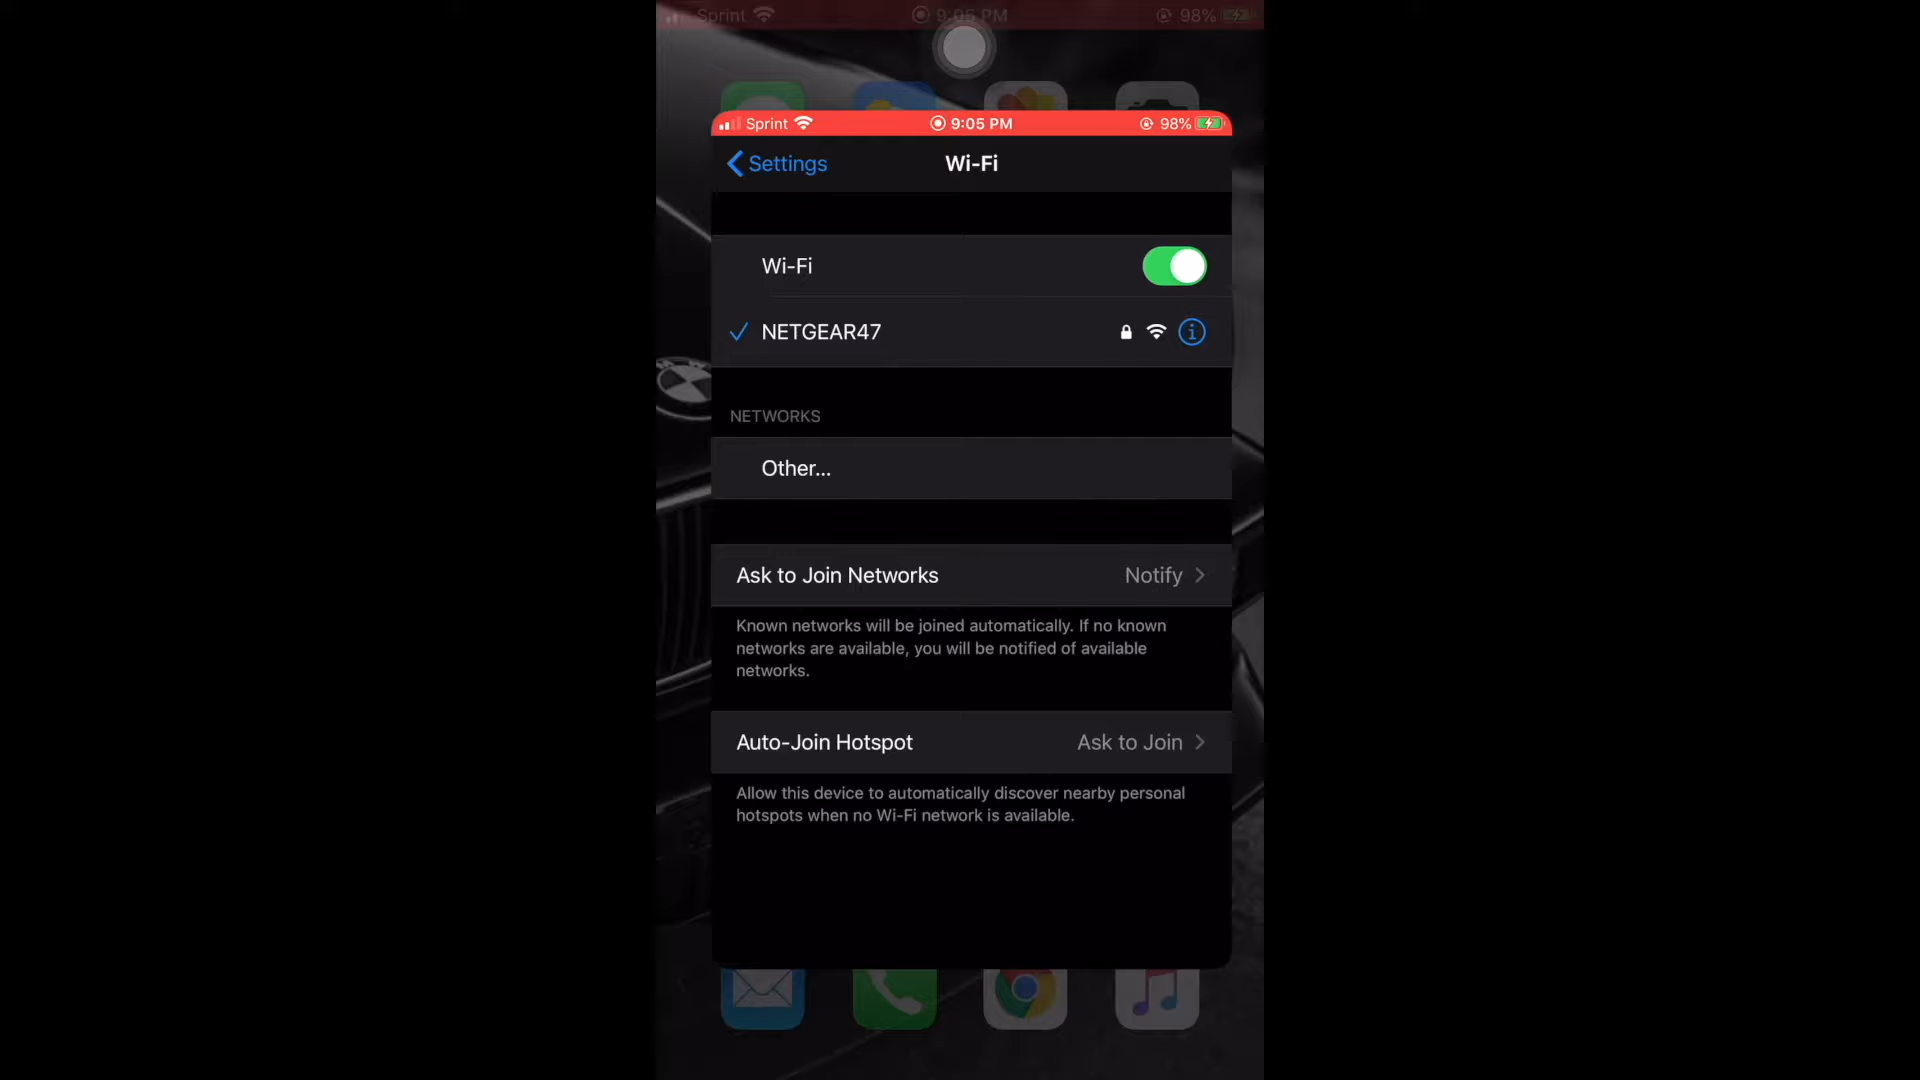 Sprint 9:05 PM 98%
Sprint 9:05 PM 98%
Settings Wi-Fi
Wi-Fi
NETGEAR47
NETWORKS
Other...
Ask to Join Networks Notify
Known networks will be joined automatically. If no known
networks are available, you will be notified of available
networks.
Auto-Join Hotspot Ask to Join
Allow this device to automatically discover nearby personal
hotspots when no Wi-Fi network is available.